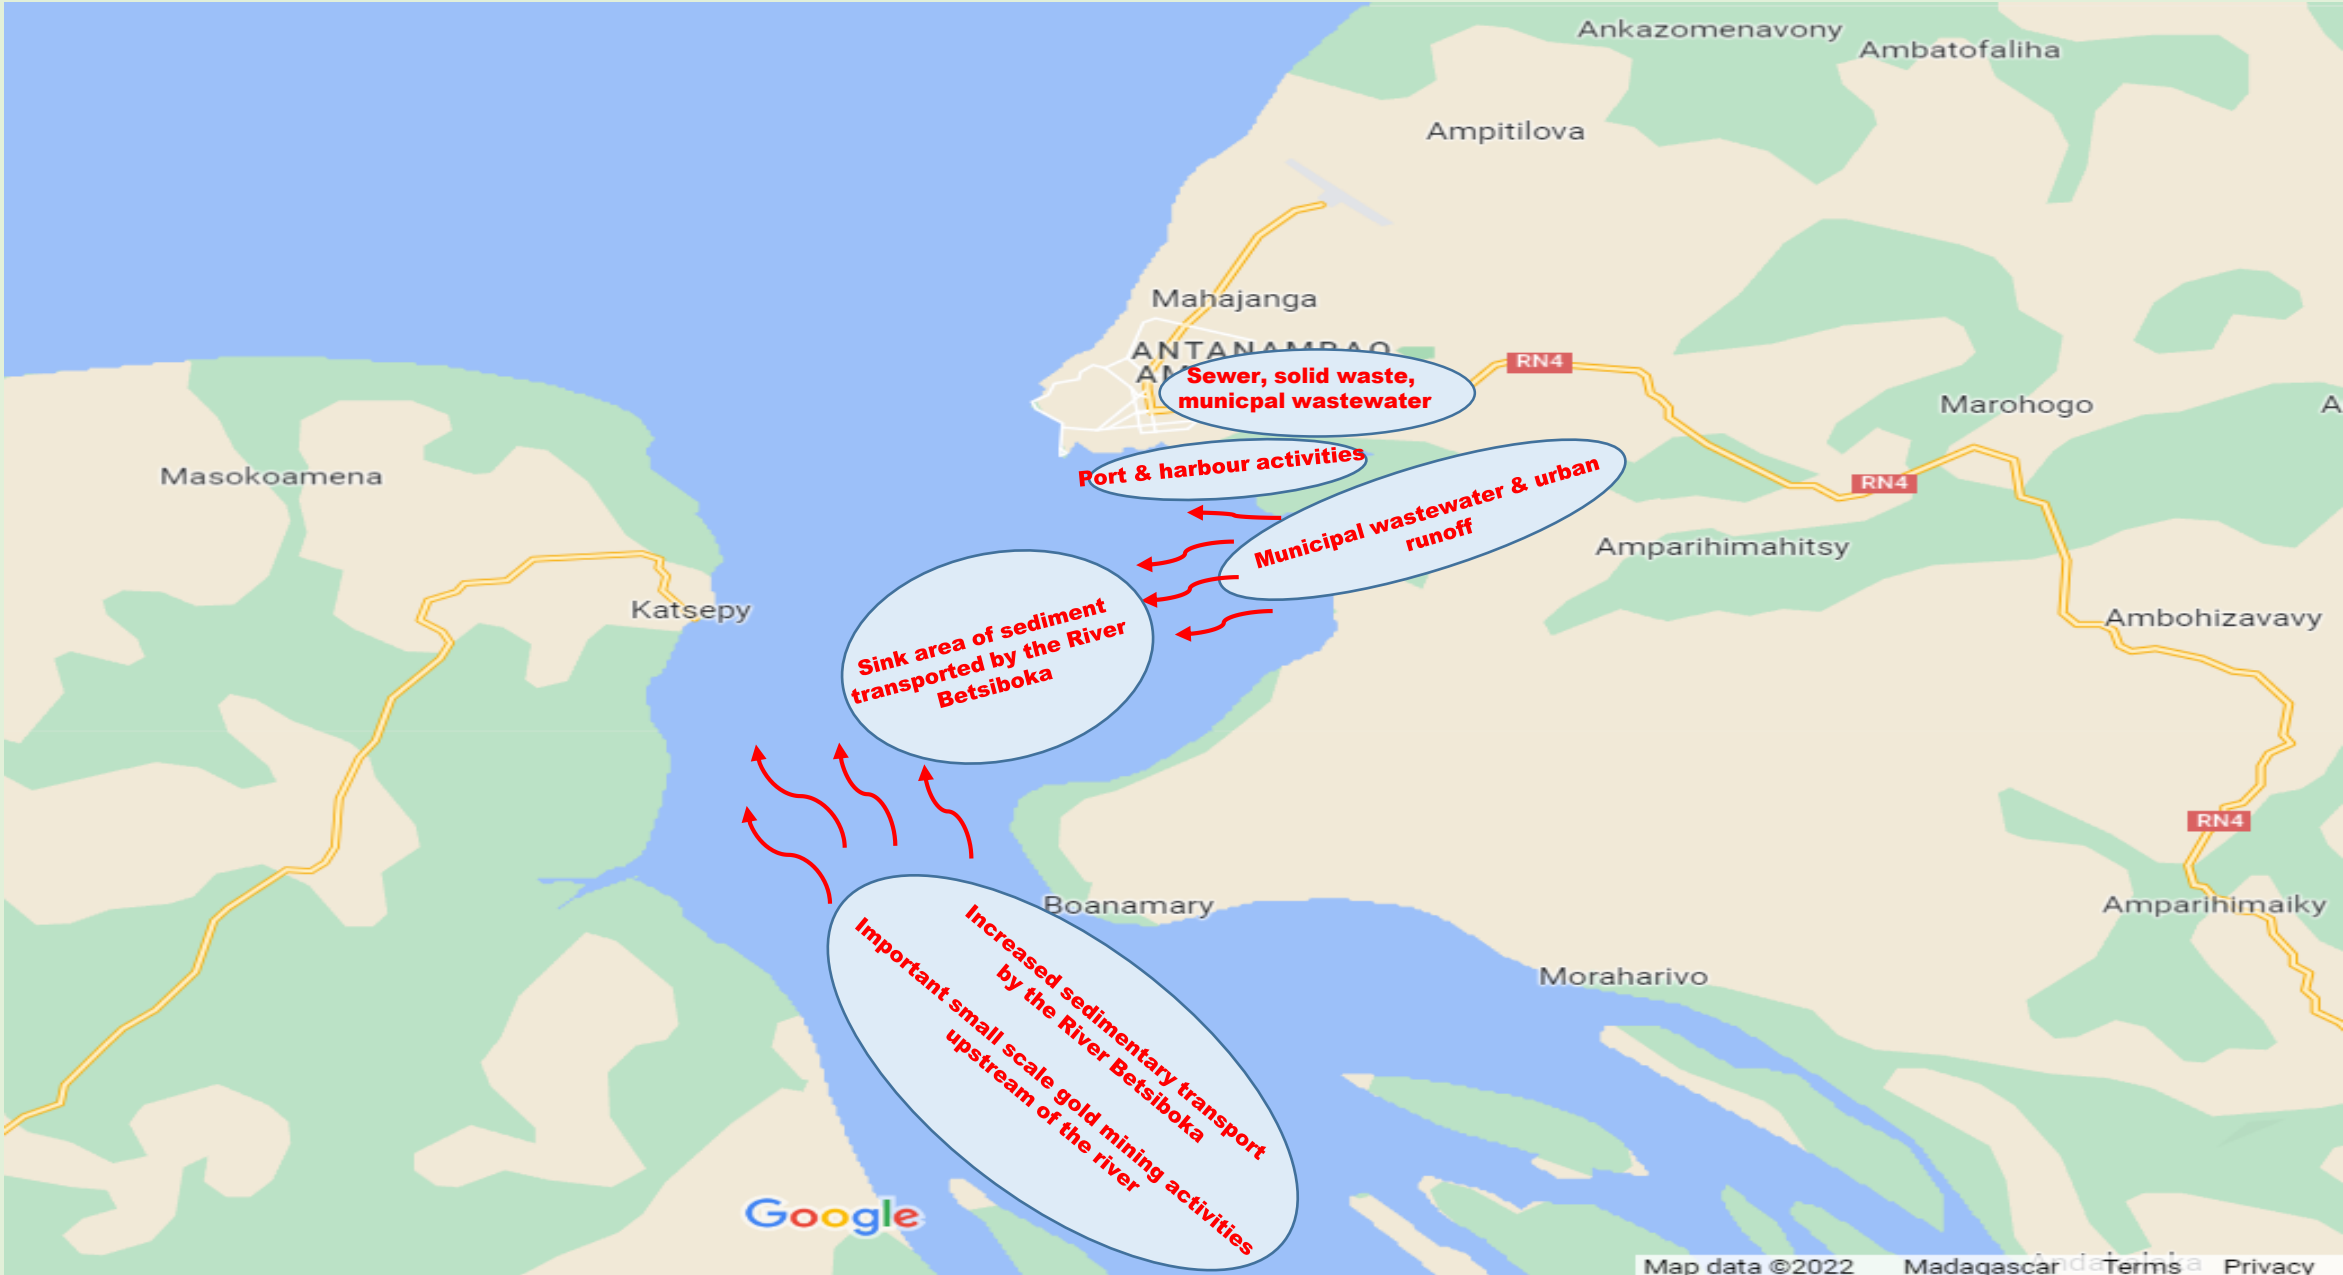 Ankazomenavony
Ambatofaliha
Ampitilova
Mahajanga
ANTANAMBAO
AM
Sewer, solid waste,
municpal wastewater
RN4
Marohogo
A
Port & harbour activities
Masokoamena
RN4
Municipal wastewater & urban
runoff
Amparihimahitsy
Katsepy
Ambohizavavy
Sink area of sediment
transported by the River
Betsiboka
RN4
Boanamary
Amparihimaiky
Increased sedimentary transport
by the River Betsiboka
Important small scale gold mining activities
upstream of the river
Moraharivo
Google
Map data ©2022 Madagascar Terms Privacy